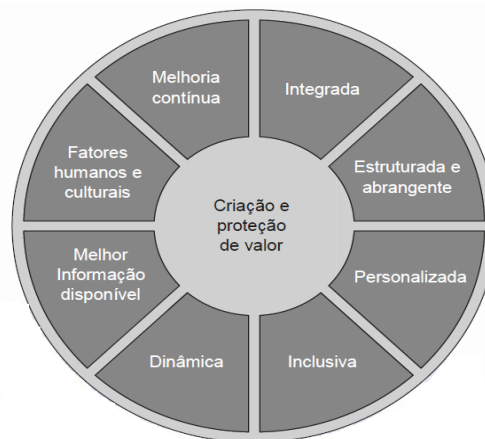 Melhoria
contínua
Integrada
Fatores
humanos e
culturais
Estruturada e
abrangente
Criação e
proteção
de valor
Melhor
Informação
disponível
Personalizada
Dinâmica
Inclusiva